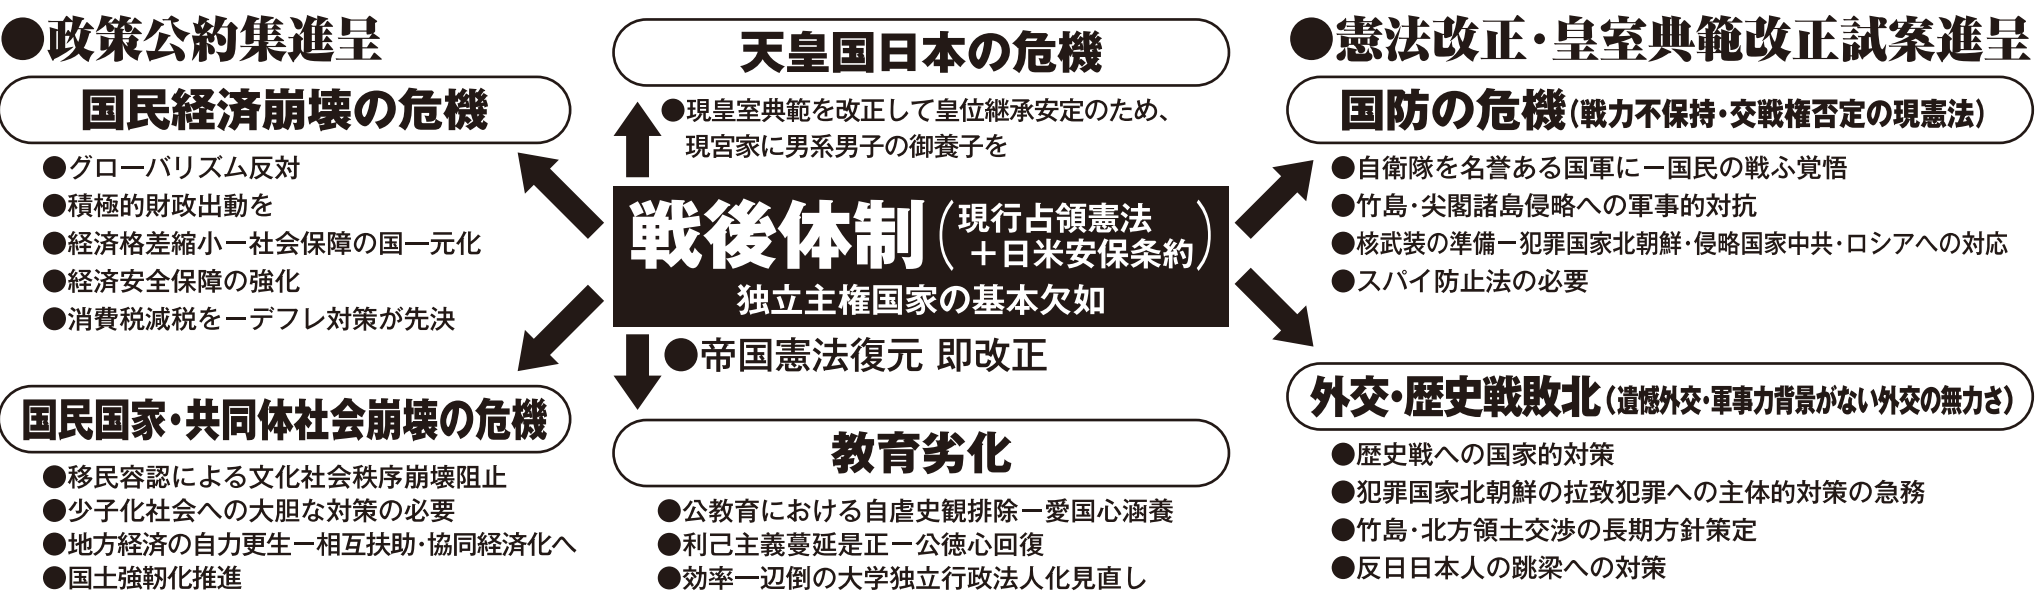 ●政策公約集進呈
国民経済崩壊の危機
●グローバリズム反対
●積極的財政出動を
●経済格差縮小ー社会保障の国一元化
●経済安全保障の強化
●消費税減税をーデフレ対策が先決
国民国家・共同体社会崩壊の危機
●移民容認による文化社会秩序崩壊阻止
●少子化社会への大胆な対策の必要
●地方経済の自力更生ー相互扶助・協同経済化へ
●国土強靭化推進
天皇国日本の危機
●現皇室典範を改正して皇位継承安定のため、
現宮家に男系男子の御養子を
戦後体制(現行占領憲法
＋日米安保条約)
独立主権国家の基本欠如
●帝国憲法復元 即改正
教育劣化
●公教育における自虐史観排除ー愛国心涵養
●利己主義蔓延是正ー公徳心回復
●効率一辺倒の大学独立行政法人化見直し
●憲法改正・皇室典範改正試案進呈
国防の危機(戦力不保持・交戦権否定の現憲法)
●自衛隊を名誉ある国軍にー国民の戦ふ覚悟
●竹島・尖閣諸島侵略への軍事的対抗
●核武装の準備ー犯罪国家北朝鮮・侵略国家中共・ロシアへの対応
●スパイ防止法の必要
外交・歴史戦敗北(遺憾外交・軍事力背景がない外交の無力さ)
●歴史戦への国家的対策
●犯罪国家北朝鮮の拉致犯罪への主体的対策の急務
●竹島・北方領土交渉の長期方針策定
●反日日本人の跳梁への対策